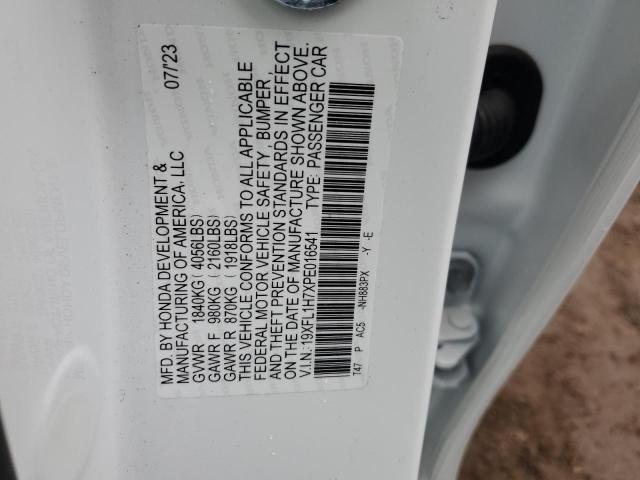 MFD. BY HONDA DEVELOPMENT & 07/'23
MANUFACTURING OF AMERICA, LLC
GVWR 1840KG ( 4056LBS)
GAWR F 980KG ( 2160LBS)
GAWR R 870KG ( 1918LBS)
THIS VEHICLE CONFORMS TO ALL APPLICABLE
FEDERAL MOTOR VEHICLE SAFETY, BUMPER,
AND THEFT PREVENTION STANDARDS IN EFFECT
ON THE DATE OF MANUFACTURE SHOWN ABOVE.
V.I.N.:19XFL1H7XPE016541 TYPE: PASSENGER CAR
T47 P AC5 -NH883PX -Y -E